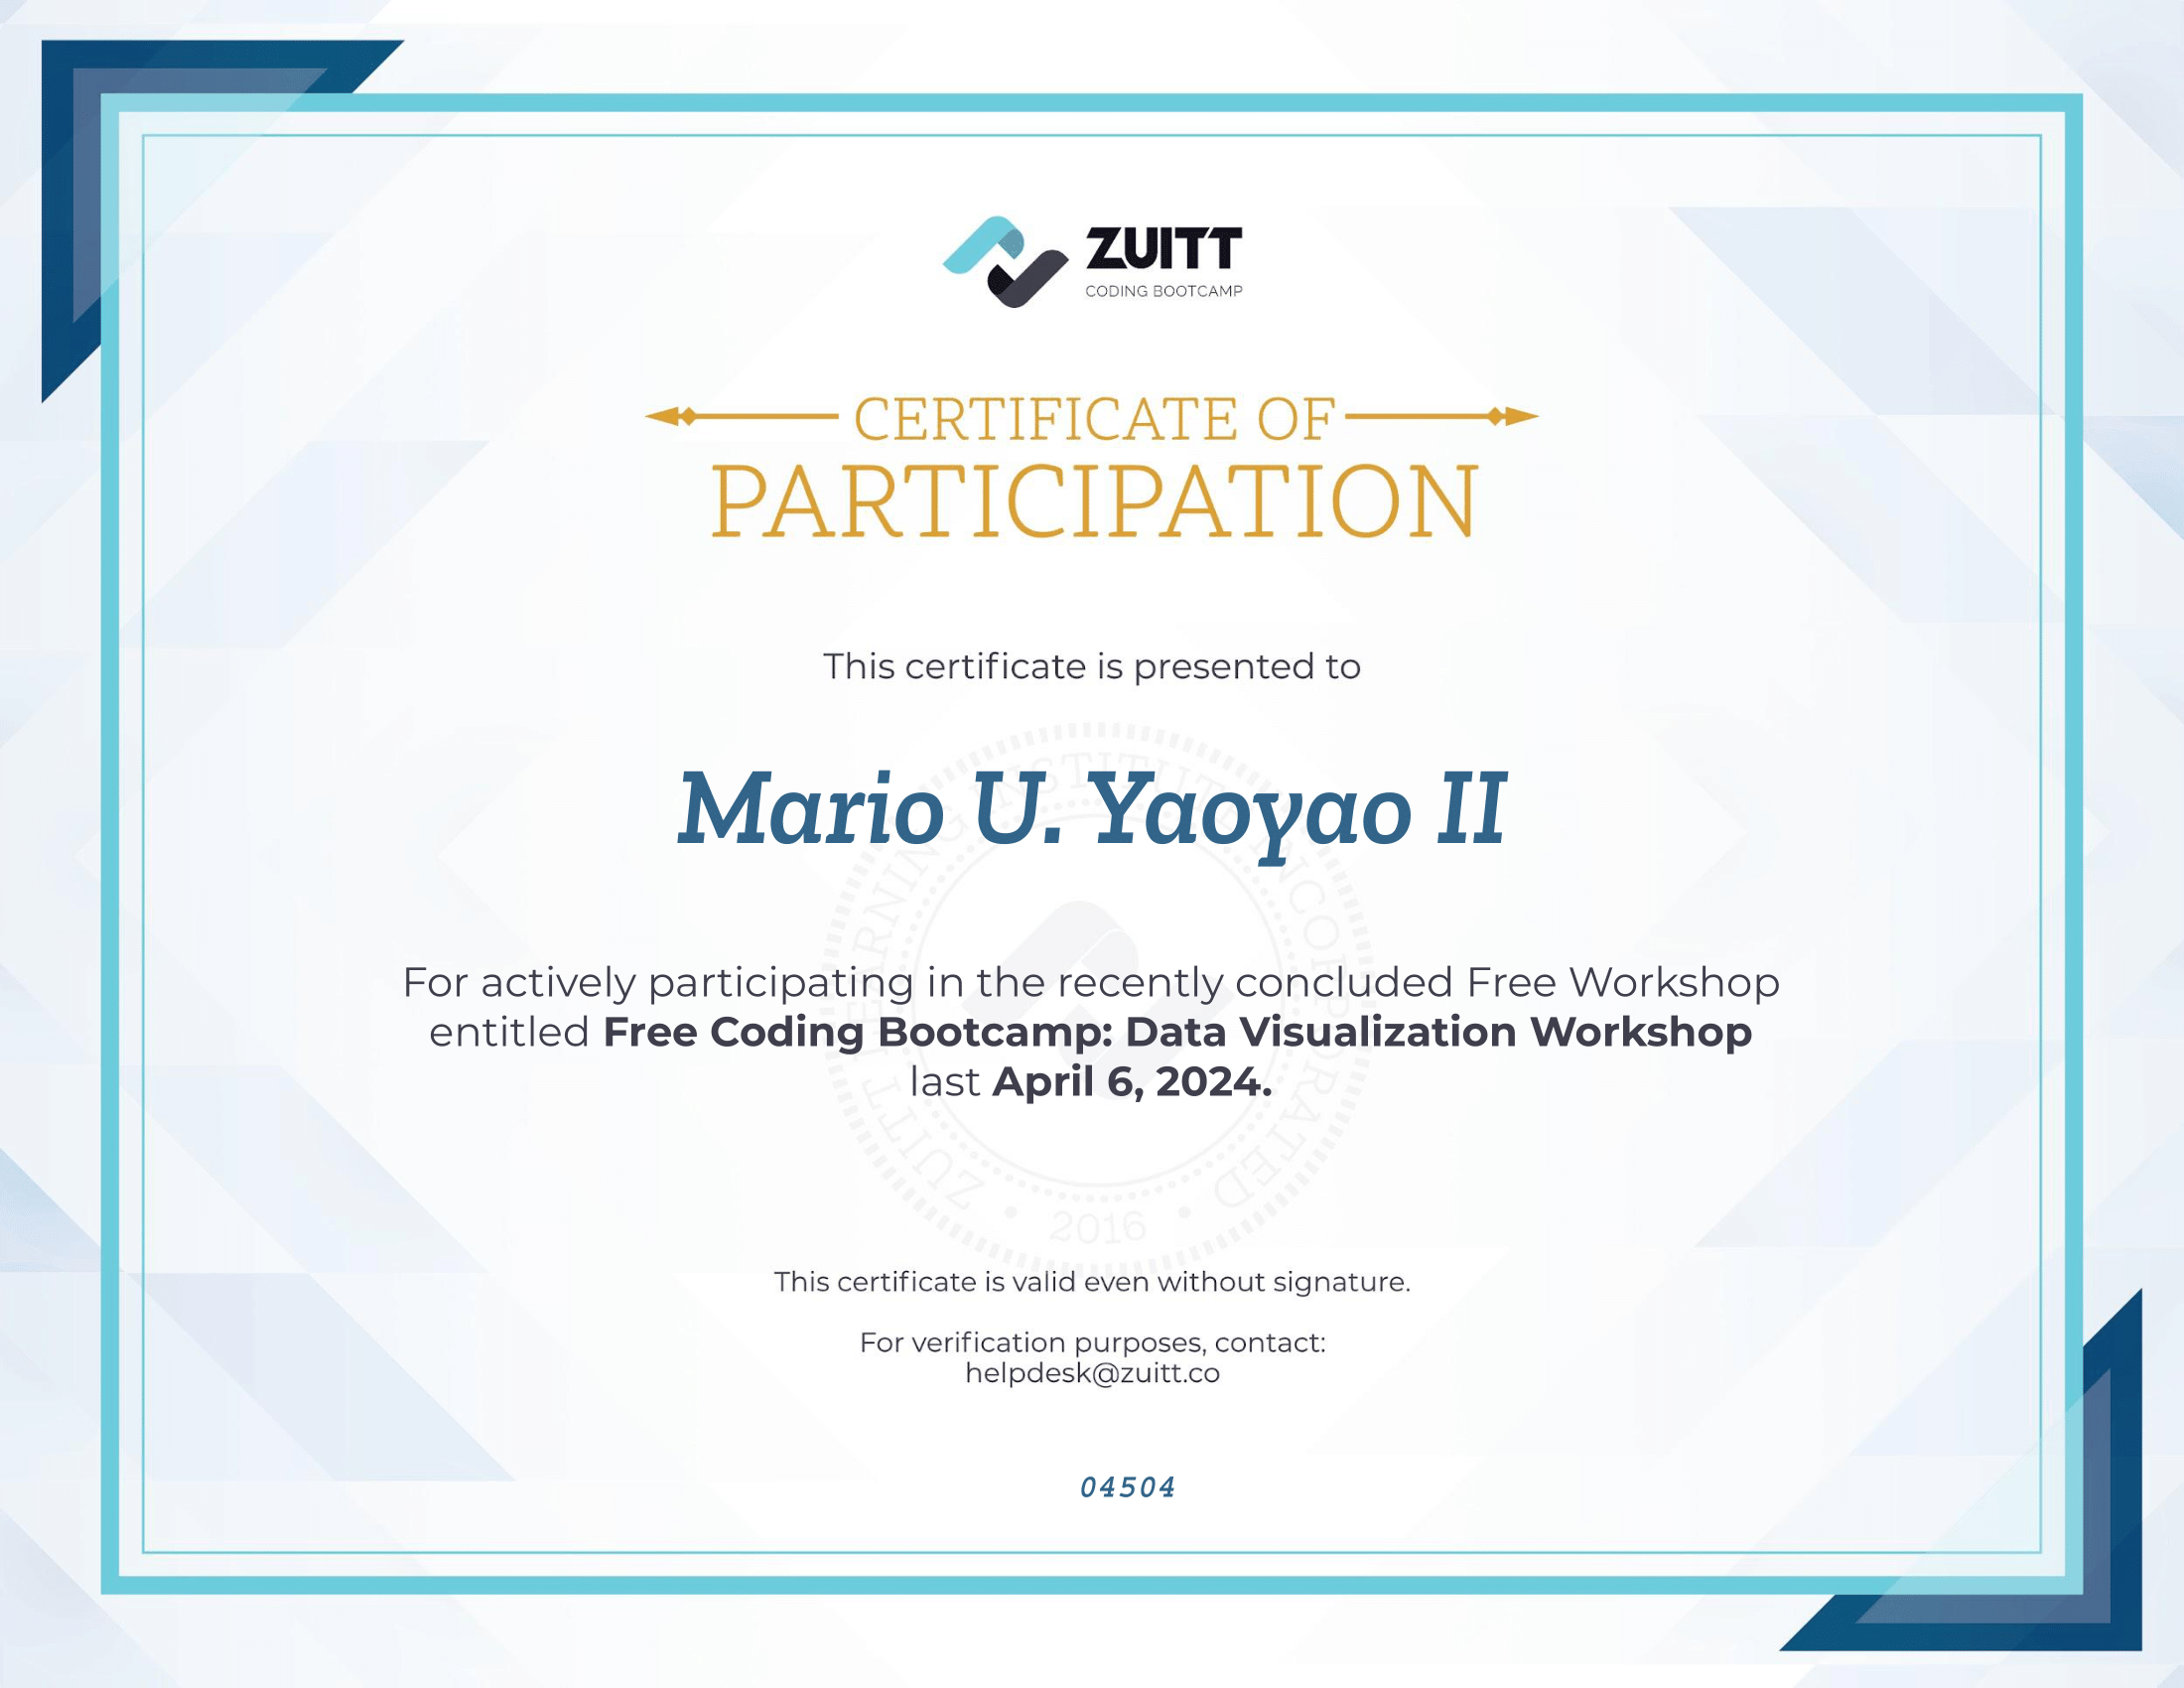 ZUITT
CODING BOOTCAMP
CERTIFICATE OF
PARTICIPATION
This certificate is presented to
Mario U. Yaoyao II
For actively participating in the recently concluded Free Workshop
entitled Free Coding Bootcamp: Data Visualization Workshop
last April 6, 2024.
ZUITT LEARNING INSTITUTE INCORPORATED
2016
This certificate is valid even without signature.
For verification purposes, contact:
helpdesk@zuitt.co
04504